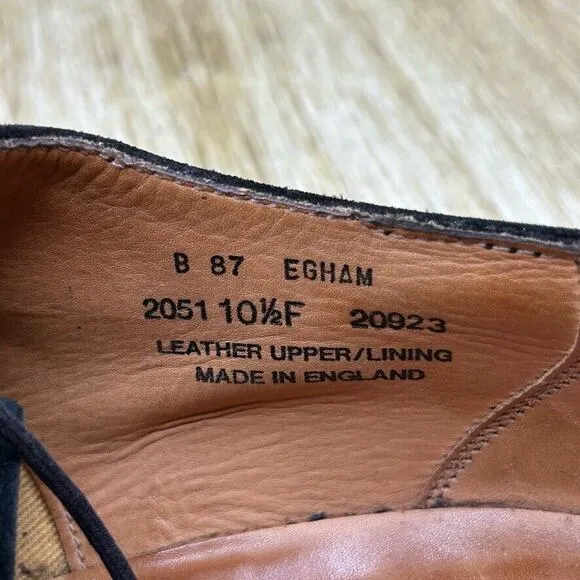 B 87 EGHAM
2051 10½F 20923
LEATHER UPPER/LINING
MADE IN ENGLAND